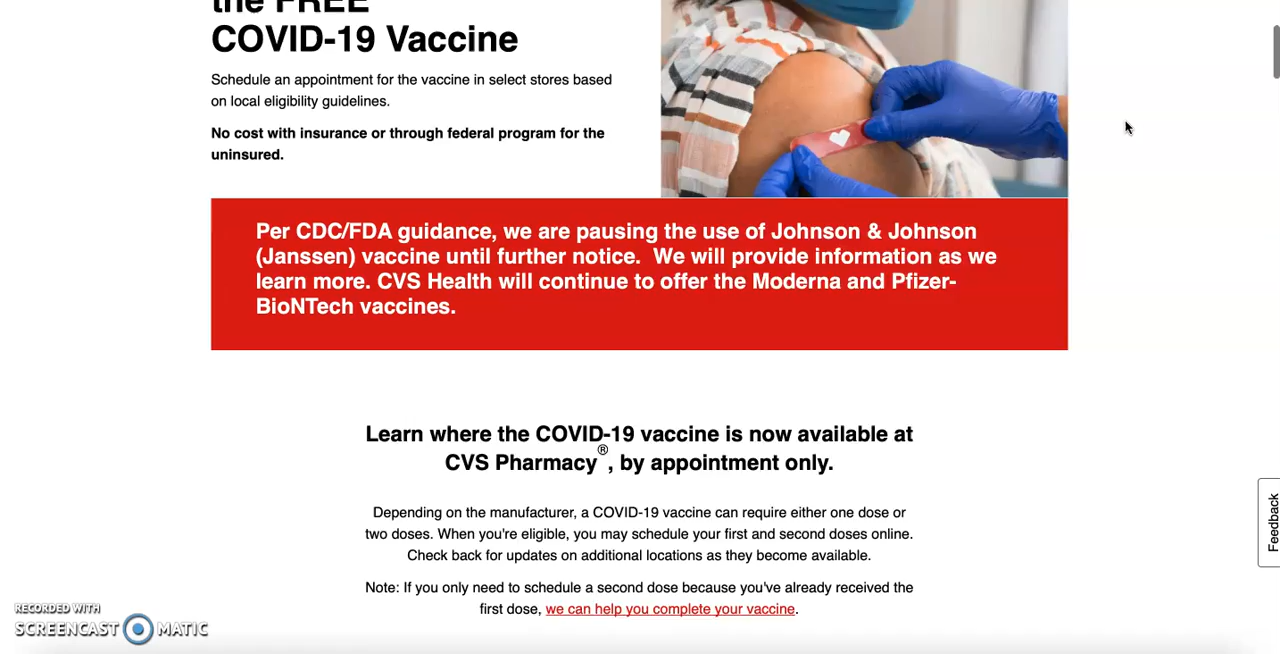 the FREE
COVID-19 Vaccine
Schedule an appointment for the vaccine in select stores based
on local eligibility guidelines.
No cost with insurance or through federal program for the
uninsured.
Per CDC/FDA guidance, we are pausing the use of Johnson & Johnson
(Janssen) vaccine until further notice.  We will provide information as we
learn more. CVS Health will continue to offer the Moderna and Pfizer-
BioNTech vaccines.
Learn where the COVID-19 vaccine is now available at
CVS Pharmacy®, by appointment only.
Depending on the manufacturer, a COVID-19 vaccine can require either one dose or
two doses. When you're eligible, you may schedule your first and second doses online.
Check back for updates on additional locations as they become available.
Note: If you only need to schedule a second dose because you've already received the
first dose, we can help you complete your vaccine.
Feedback
RECORDED WITH
SCREENCAST MATIC